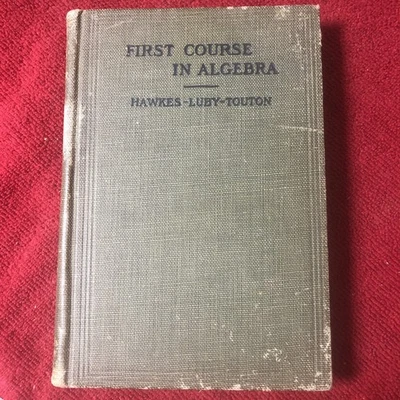 FIRST COURSE
IN ALGEBRA
HAWKES-LUBY-TOUTON